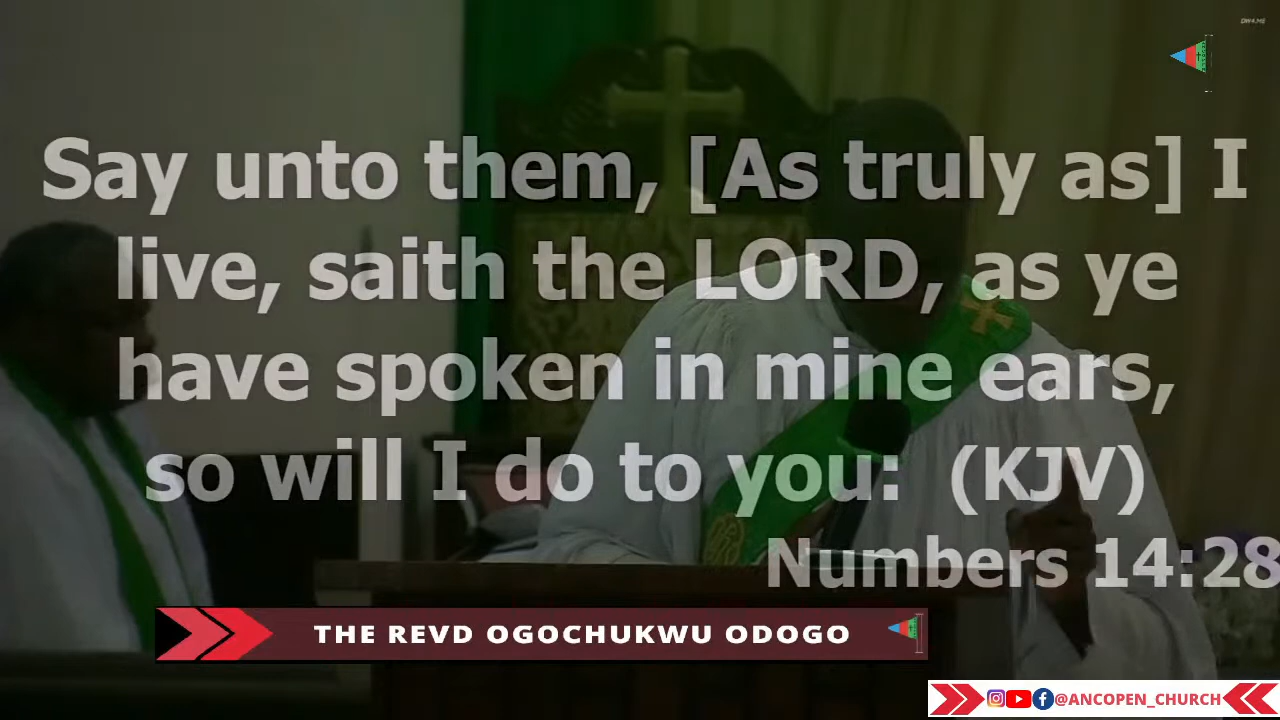 Say unto them, [As truly as] I
live, saith the LORD, as ye
have spoken in mine ears,
so will I do to you: (KJV)
Numbers 14:28
THE REVD OGOCHUKWU ODOGO
@ANCOPEN_CHURCH